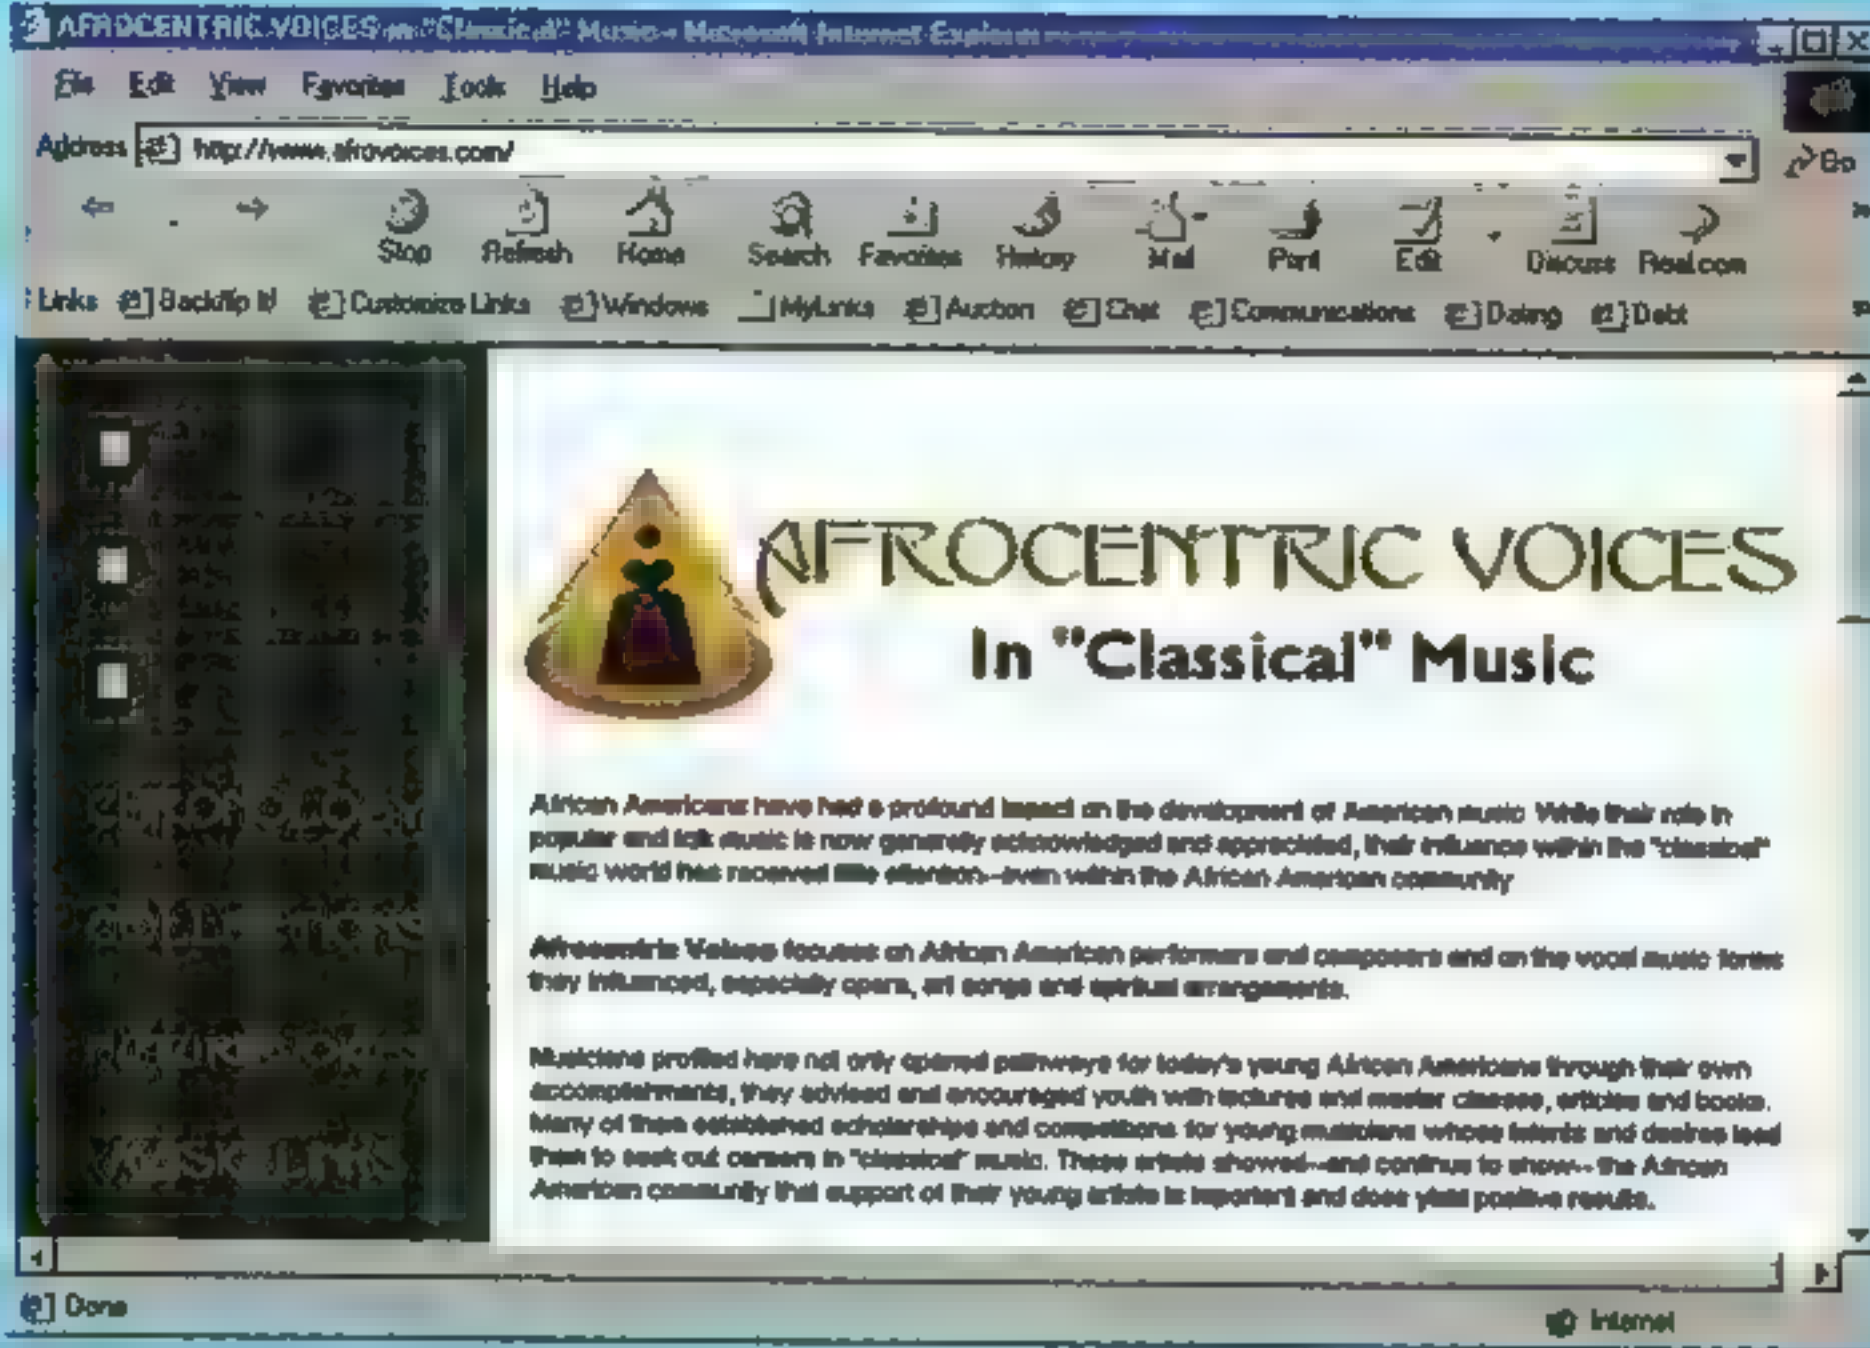 AFROCENTRIC VOICES in "Classical" Music - Microsoft Internet Explorer
File Edit View Favorites Tools Help
Address http://www.afrovoices.com/ Go
Stop Refresh Home Search Favorites History Mail Print Edit Discuss Real.com
Links Backflip It! Customize Links Windows MyLinks Auction Chat Communications Dating Debt
AFROCENTRIC VOICES
In "Classical" Music
African Americans have had a profound impact on the development of American music. While their role in
popular and folk music is now generally acknowledged and appreciated, their influence within the "classical"
music world has received little attention--even within the African American community.
Afrocentric Voices focuses on African American performers and composers and on the vocal music forms
they influenced, especially opera, art songs and spiritual arrangements.
Musicians profiled here not only opened pathways for today's young African Americans through their own
accomplishments, they advised and encouraged youth with lectures and master classes, articles and books.
Many of them established scholarships and competitions for young musicians whose talents and desires lead
them to seek out careers in "classical" music. These artists showed--and continue to show-- the African
American community that support of their young artists is important and does yield positive results.
Done
Internet